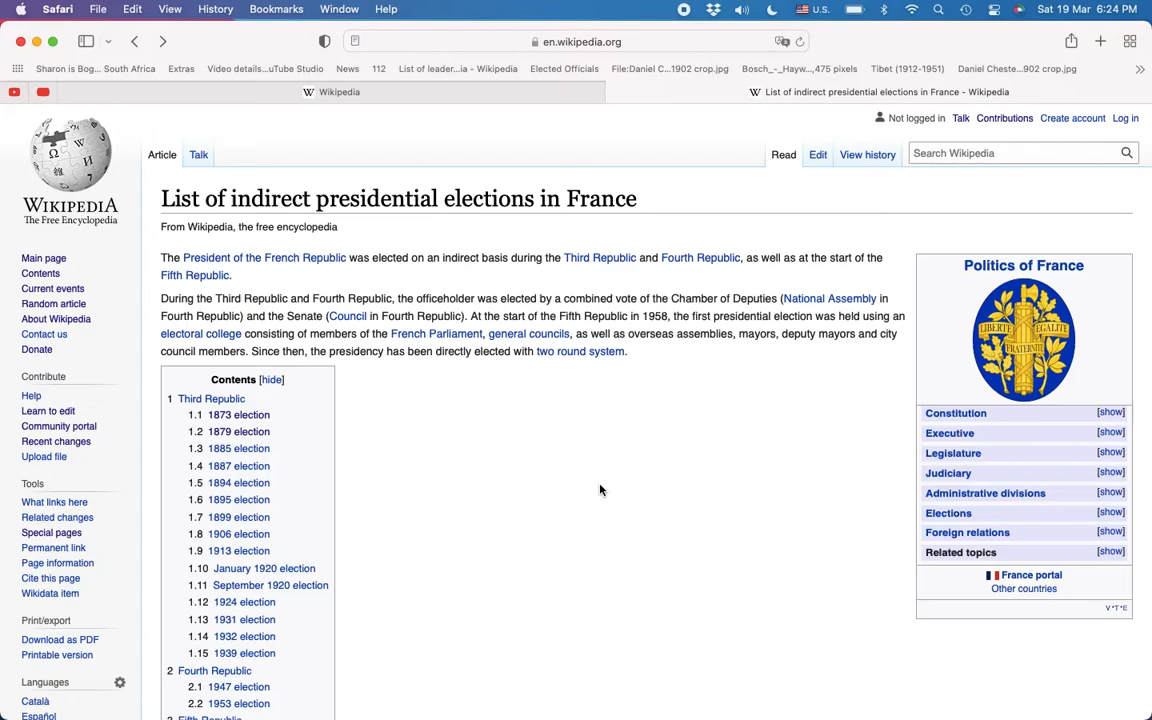 Safari File Edit View History Bookmarks Window Help U.S. Sat 19 Mar 6:24 PM
en.wikipedia.org
Sharon is Bog... South Africa Extras Video details...uTube Studio News 112 List of leader...ia - Wikipedia Elected Officials File:Daniel C...1902 crop.jpg Bosch_-_Hayw...,475 pixels Tibet (1912-1951) Daniel Cheste...902 crop.jpg
W Wikipedia
W List of indirect presidential elections in France - Wikipedia
Not logged in Talk Contributions Create account Log in
Article Talk
Read Edit View history Search Wikipedia
WIKIPEDIA
The Free Encyclopedia
Main page
Contents
Current events
Random article
About Wikipedia
Contact us
Donate
Contribute
Help
Learn to edit
Community portal
Recent changes
Upload file
Tools
What links here
Related changes
Special pages
Permanent link
Page information
Cite this page
Wikidata item
Print/export
Download as PDF
Printable version
Languages
Català
Español
List of indirect presidential elections in France
From Wikipedia, the free encyclopedia
The President of the French Republic was elected on an indirect basis during the Third Republic and Fourth Republic, as well as at the start of the
Fifth Republic.
During the Third Republic and Fourth Republic, the officeholder was elected by a combined vote of the Chamber of Deputies (National Assembly in
Fourth Republic) and the Senate (Council in Fourth Republic). At the start of the Fifth Republic in 1958, the first presidential election was held using an
electoral college consisting of members of the French Parliament, general councils, as well as overseas assemblies, mayors, deputy mayors and city
council members. Since then, the presidency has been directly elected with two round system.
Contents [hide]
1 Third Republic
1.1 1873 election
1.2 1879 election
1.3 1885 election
1.4 1887 election
1.5 1894 election
1.6 1895 election
1.7 1899 election
1.8 1906 election
1.9 1913 election
1.10 January 1920 election
1.11 September 1920 election
1.12 1924 election
1.13 1931 election
1.14 1932 election
1.15 1939 election
2 Fourth Republic
2.1 1947 election
2.2 1953 election
3 Fifth Republic
Politics of France
LIBERTE EGALITE
FRATERNITE
Constitution [show]
Executive [show]
Legislature [show]
Judiciary [show]
Administrative divisions [show]
Elections [show]
Foreign relations [show]
Related topics [show]
France portal
Other countries
V·T·E